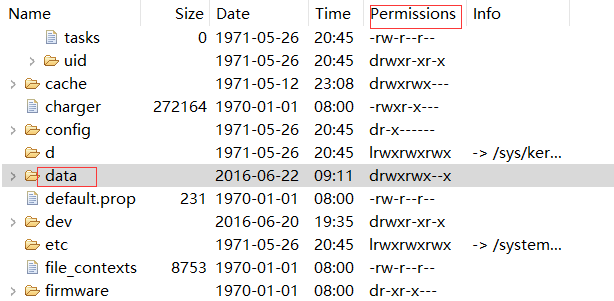 Name Size Date Time Permissions Info
tasks 0 1971-05-26 20:45 -rw-r--r--
uid 1971-05-26 20:45 drwxr-xr-x
cache 1971-05-12 23:08 drwxrwx---
charger 272164 1970-01-01 08:00 -rwxr-x---
config 1971-05-26 20:45 dr-x------
d 1971-05-26 20:45 lrwxrwxrwx -> /sys/ker...
data 2016-06-22 09:11 drwxrwx--x
default.prop 231 1970-01-01 08:00 -rw-r--r--
dev 2016-06-20 19:35 drwxr-xr-x
etc 1971-05-26 20:45 lrwxrwxrwx -> /system...
file_contexts 8753 1970-01-01 08:00 -rw-r--r--
firmware 1970-01-01 08:00 dr-xr-x---